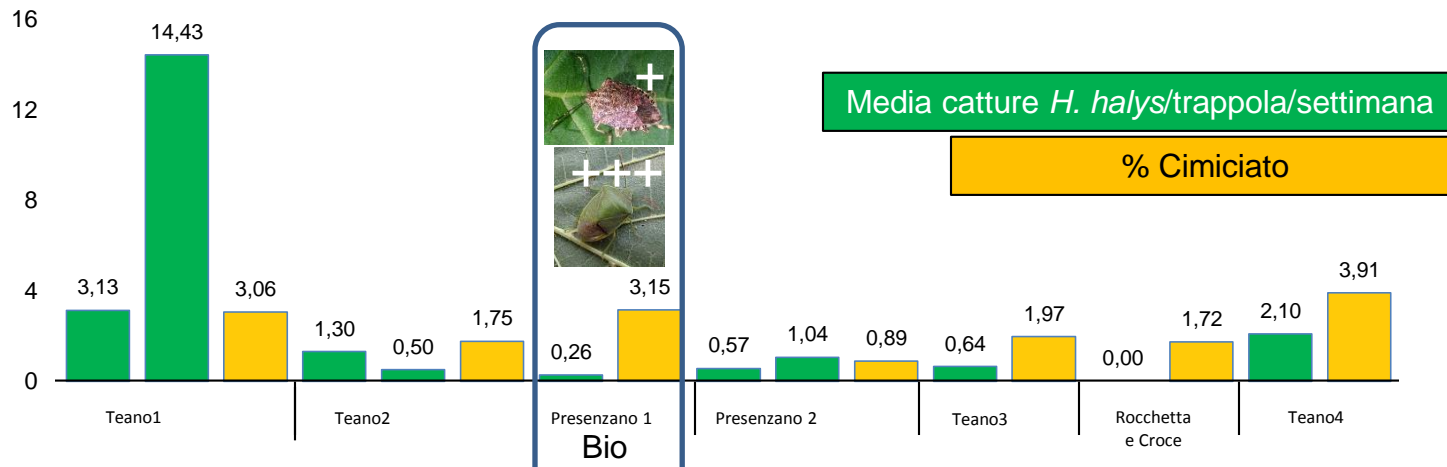 16
12
8
4
0
3,13
14,43
3,06
1,30
0,50
1,75
0,26
3,15
0,57
1,04
0,89
0,64
1,97
0,00
1,72
2,10
3,91
+
+++
Media catture H. halys/trappola/settimana
% Cimiciato
Teano1
Teano2
Presenzano 1
Bio
Presenzano 2
Teano3
Rocchetta
e Croce
Teano4